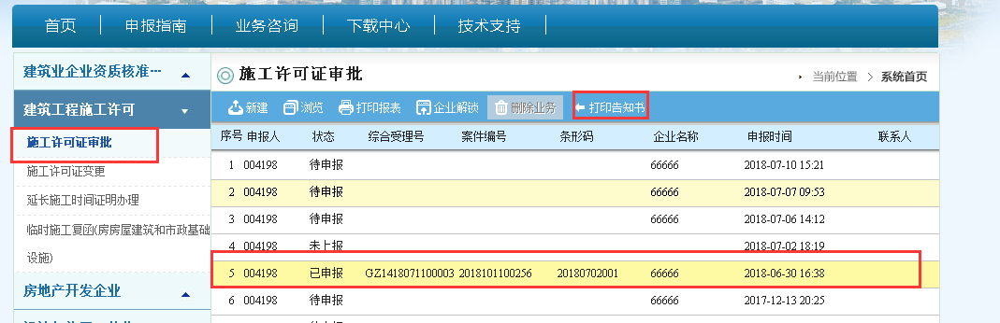 首页 申报指南 业务咨询 下载中心 技术支持
建筑业企业资质核准…
建筑工程施工许可
施工许可证审批
施工许可证变更
延长施工时间证明办理
临时施工复函(房房屋建筑和市政基础
设施)
房地产开发企业
施工许可证审批
当前位置 > 系统首页
新建 浏览 打印报表 企业解锁 删除业务 打印告知书
序号 申报人 状态 综合受理号 案件编号 条形码 企业名称 申报时间 联系人
1 004198 待申报 66666 2018-07-10 15:21
2 004198 待申报 66666 2018-07-07 09:53
3 004198 待申报 66666 2018-07-06 14:12
4 004198 未上报 2018-07-02 18:19
5 004198 已申报 GZ1418071100003 2018101100256 20180702001 66666 2018-06-30 16:38
6 004198 待申报 66666 2017-12-13 20:25